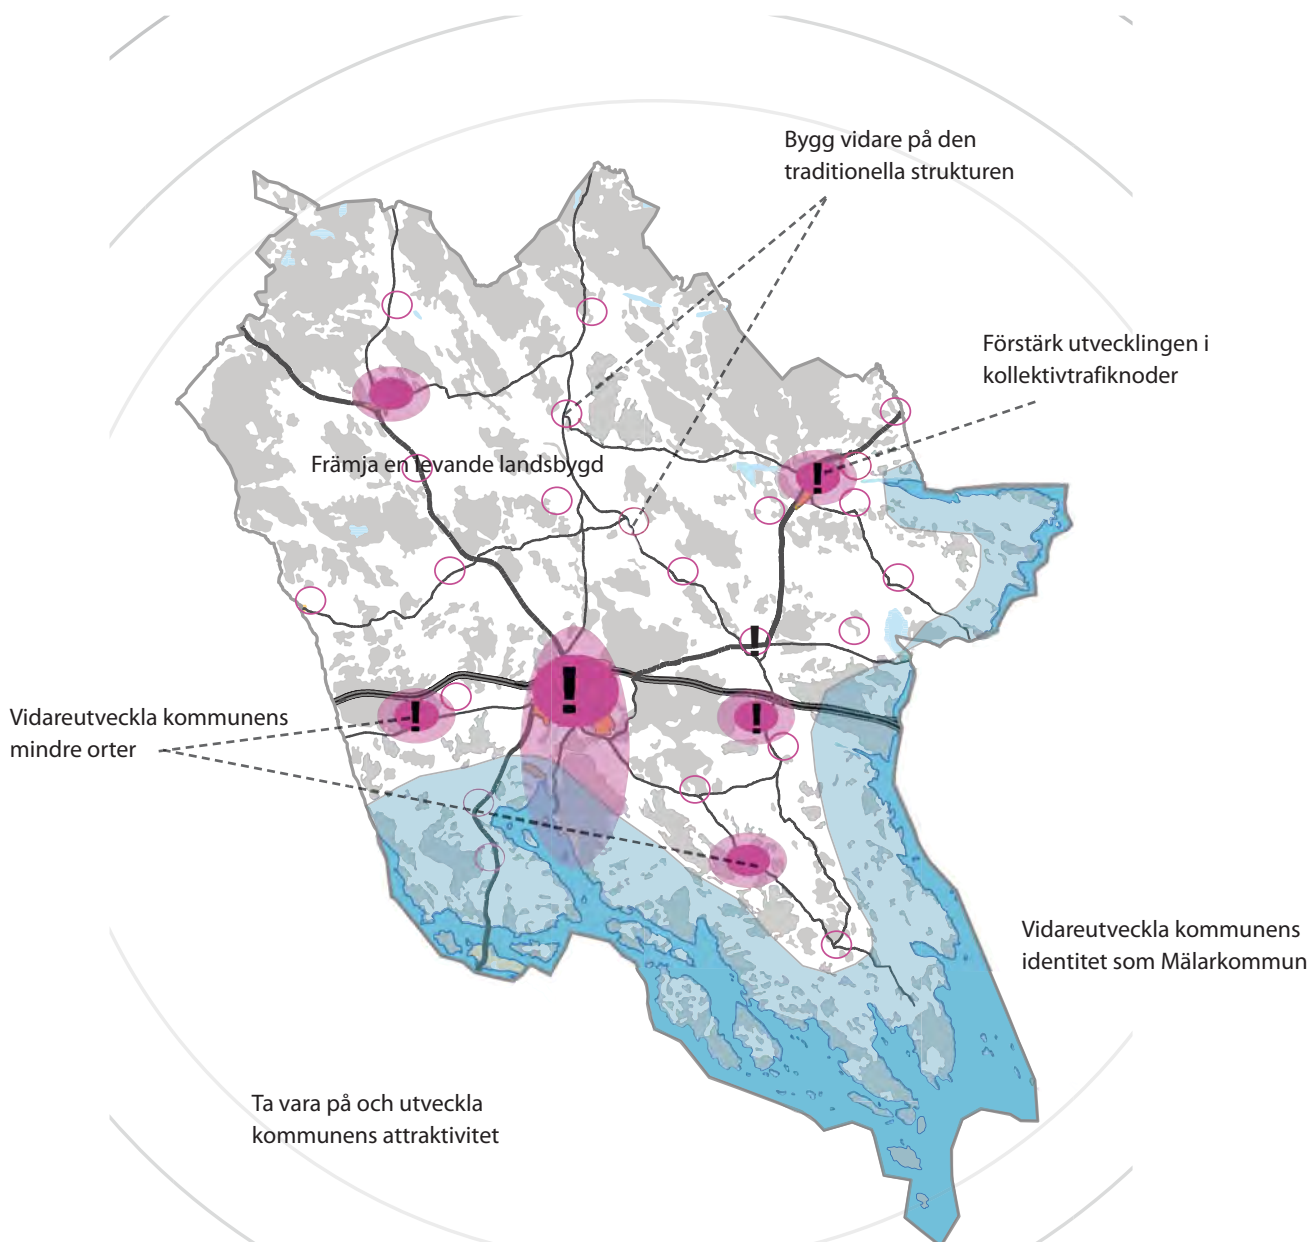 Bygg vidare på den
traditionella strukturen
Förstärk utvecklingen i
kollektivtrafiknoder
Främja en levande landsbygd
!
!
!
!
!
Vidareutveckla kommunens
mindre orter
Vidareutveckla kommunens
identitet som Mälarkommun
Ta vara på och utveckla
kommunens attraktivitet